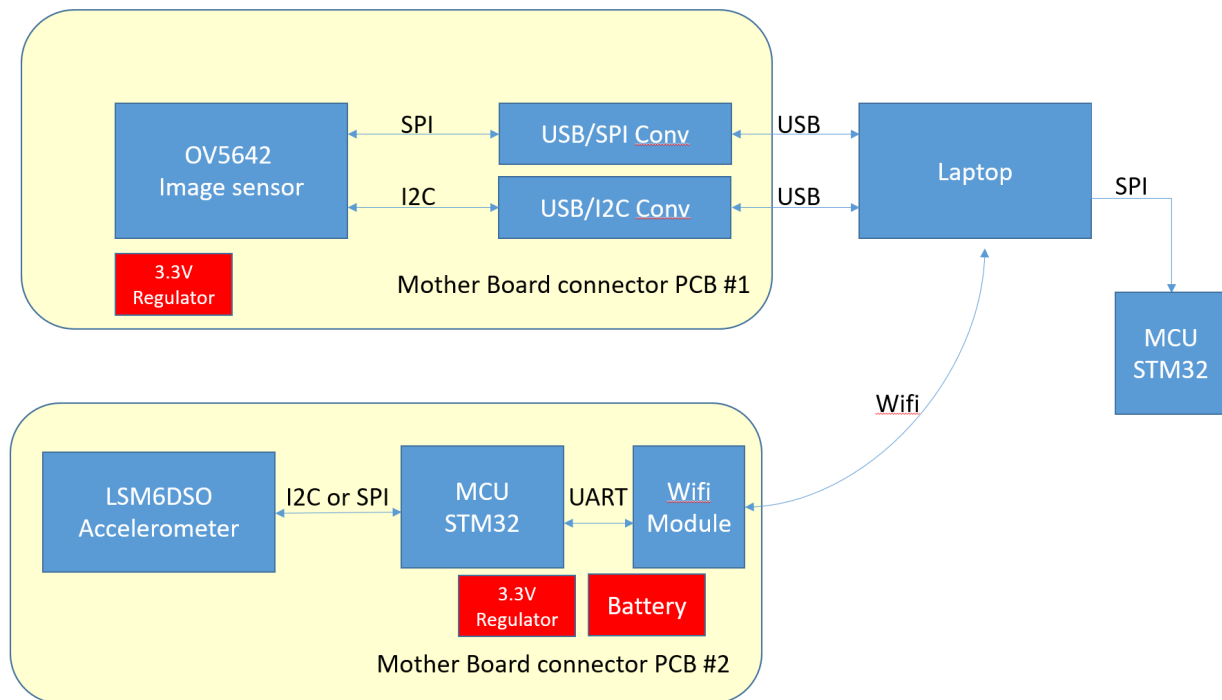 OV5642
Image sensor
SPI
I2C
USB/SPI Conv
USB/I2C Conv
USB
USB
Laptop
SPI
3.3V
Regulator
Mother Board connector PCB #1
MCU
STM32
Wifi
LSM6DSO
Accelerometer
I2C or SPI
MCU
STM32
UART
Wifi
Module
3.3V
Regulator
Battery
Mother Board connector PCB #2